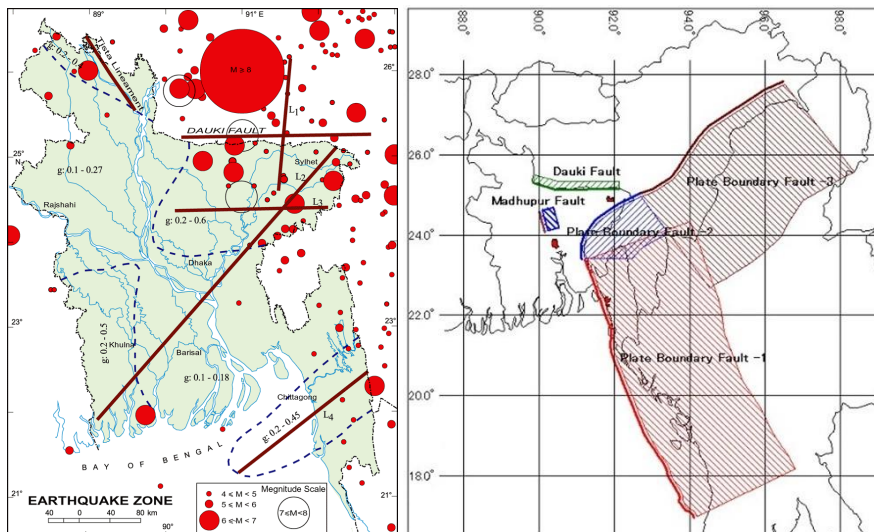 91° E
26°
Tista Lineament
g: 0.2 - 0.
M ≥ 8
L1
DAUKI FAULT
25°
N
g: 0.1 - 0.27
Sylhet
L2
Rajshahi
L3
g: 0.2 - 0.6
Dhaka
23°
23°
g: 0.2 - 0.5
Khulna
Barisal
g: 0.1 - 0.18
Chittagong
L4
g: 0.2 - 0.45
BAY OF BENGAL
21°
21°
EARTHQUAKE ZONE
0 40 80 km
90°
Megnitude Scale
4 ≤ M < 5
5 ≤ M < 6
6 ≤ M < 7
7 ≤ M < 8
88.0°
90.0°
92.0°
94.0°
96.0°
98.0°
28.0°
26.0°
24.0°
22.0°
20.0°
18.0°
Dauki Fault
Madhupur Fault
Plate Boundary Fault -3
Plate Boundary Fault -2
Plate Boundary Fault -1